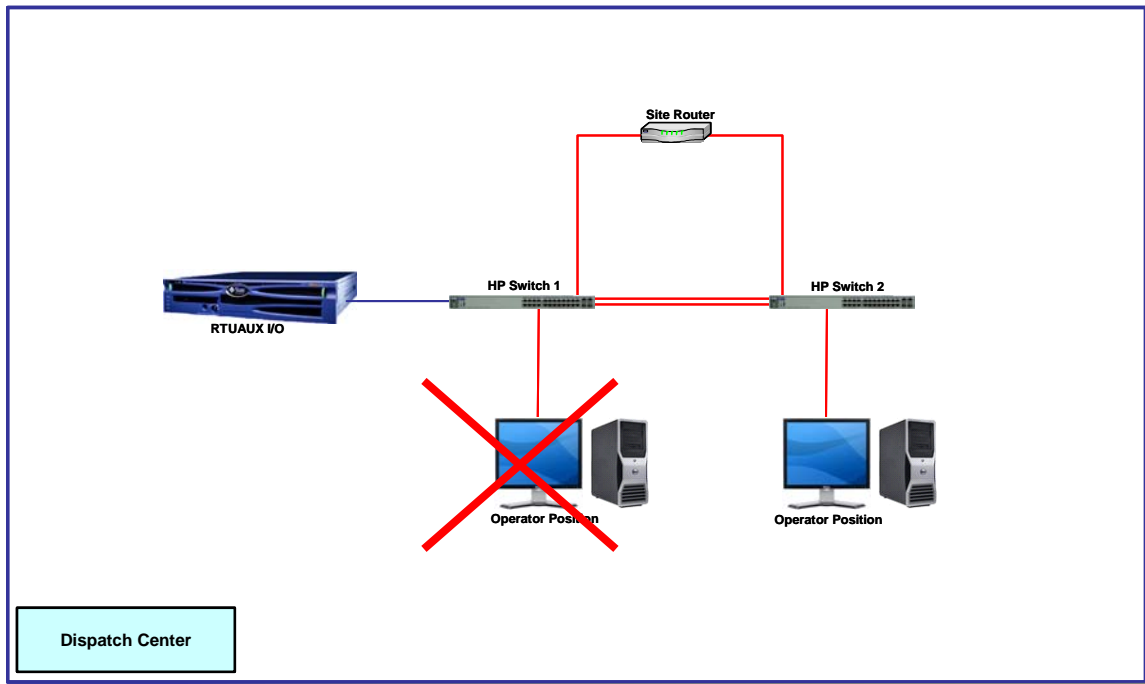 Site Router
HP Switch 1
HP Switch 2
RTUAUX I/O
Operator Position
Operator Position
Dispatch Center